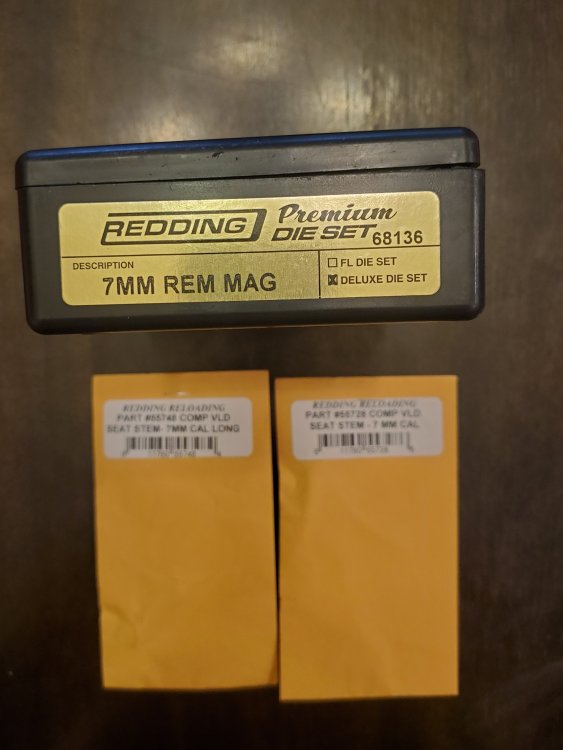 REDDING Premium
DIE SET 68136
DESCRIPTION
7MM REM MAG
☐ FL DIE SET
☒ DELUXE DIE SET
REDDING RELOADING
PART #55748 COMP VLD
SEAT STEM- 7MM CAL LONG
REDDING RELOADING
PART #55728 COMP VLD
SEAT STEM - 7 MM CAL